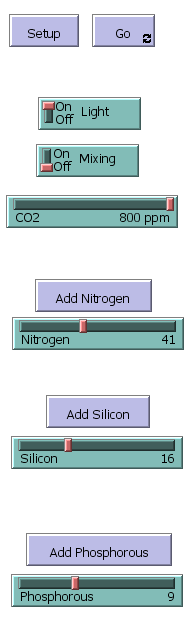 Setup Go
On
Off Light
On
Off Mixing
CO2 800 ppm
Add Nitrogen
Nitrogen 41
Add Silicon
Silicon 16
Add Phosphorous
Phosphorous 9